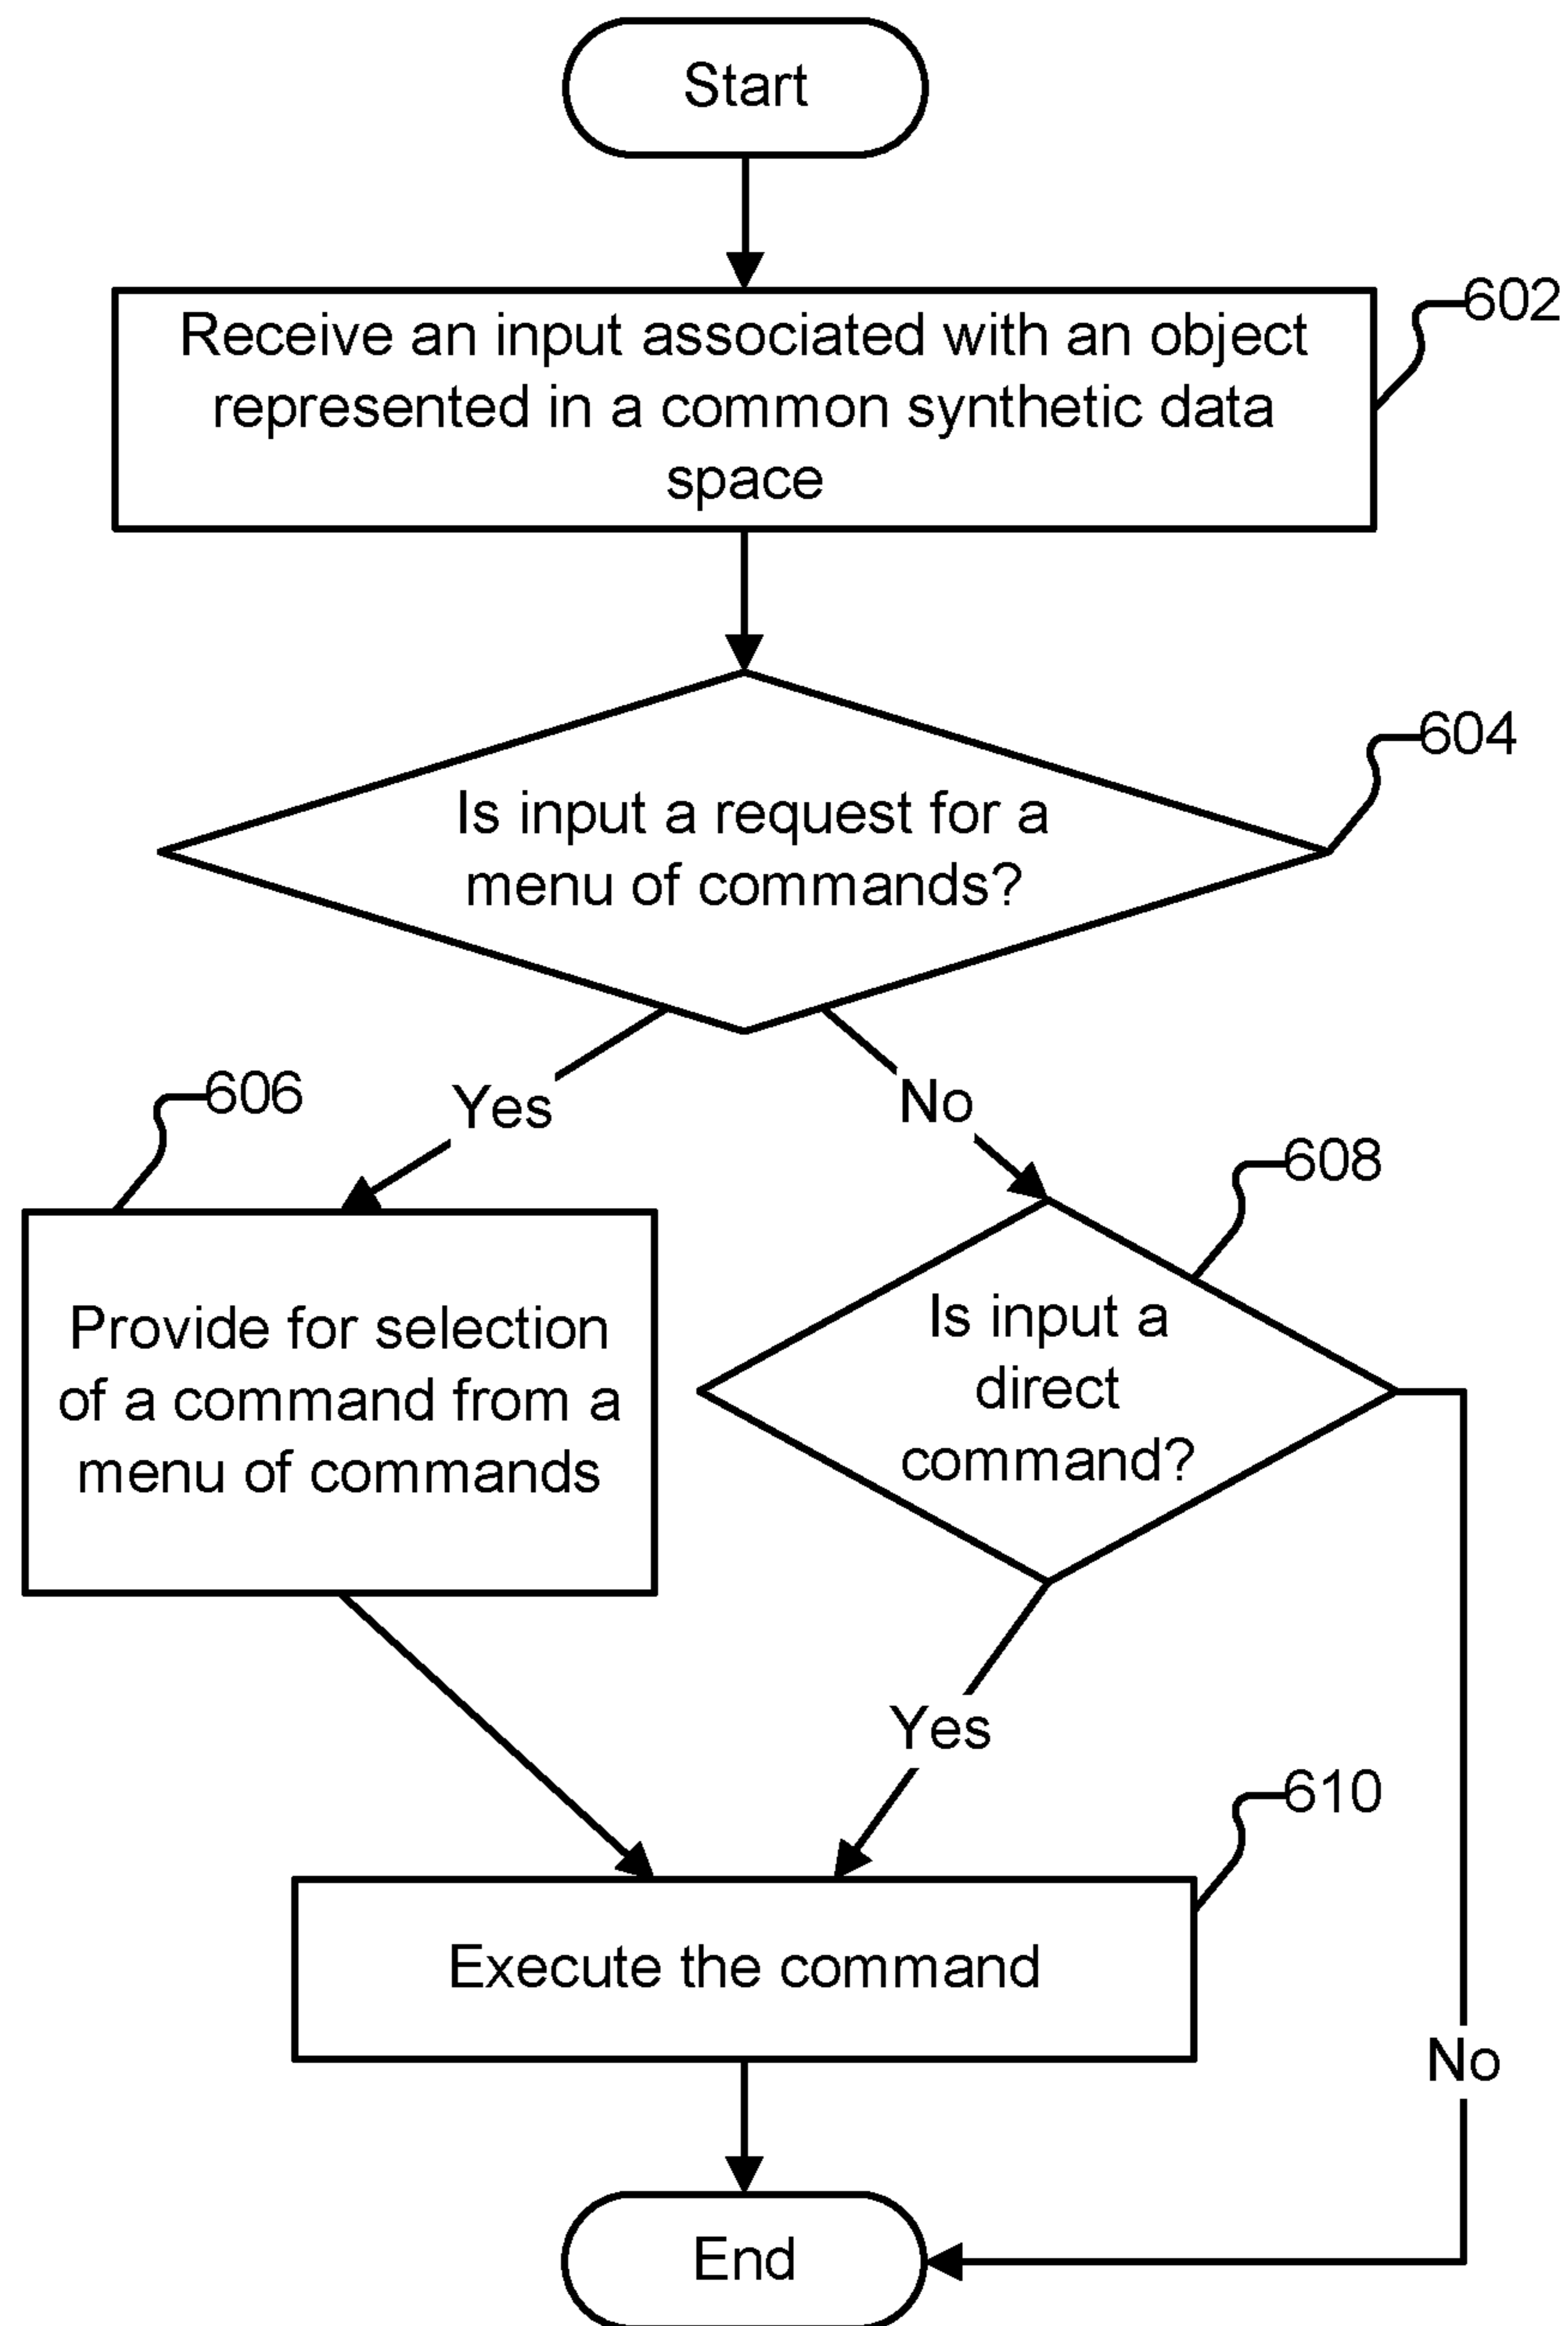 Start
602
Receive an input associated with an object
represented in a common synthetic data
space
604
Is input a request for a
menu of commands?
Yes
No
606
608
Provide for selection
of a command from a
menu of commands
Is input a
direct
command?
Yes
610
Execute the command
No
End